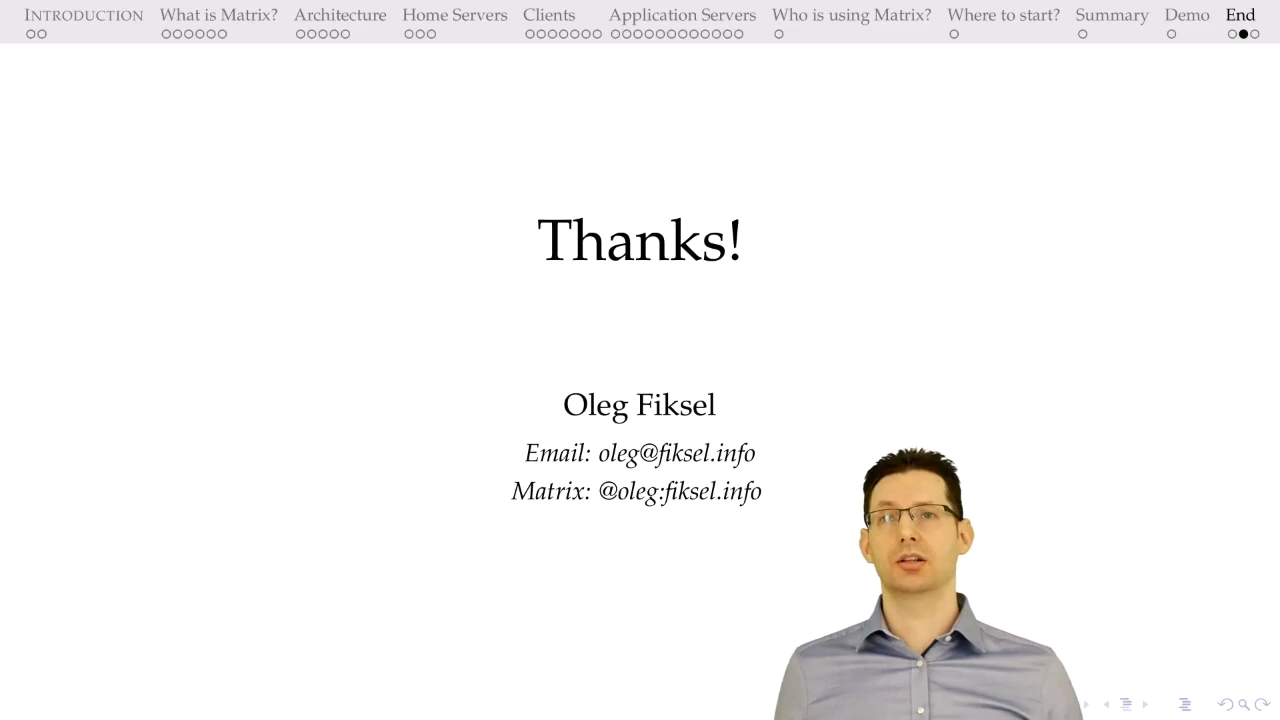 INTRODUCTION What is Matrix? Architecture Home Servers Clients Application Servers Who is using Matrix? Where to start? Summary Demo End
Thanks!
Oleg Fiksel
Email: oleg@fiksel.info
Matrix: @oleg:fiksel.info